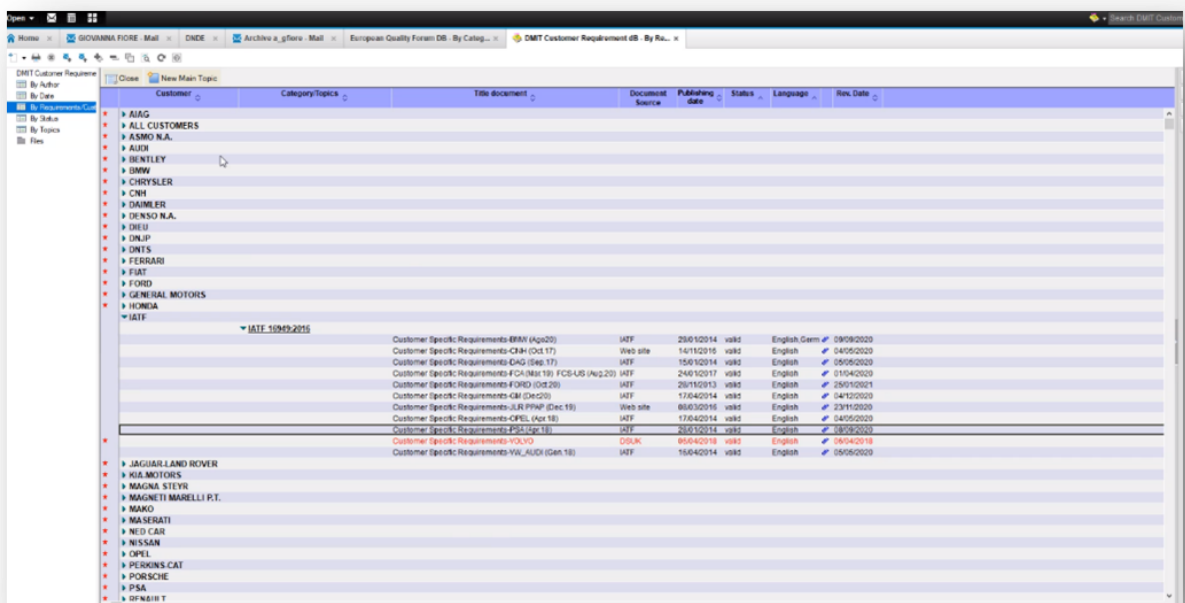 Open
Search DMIT Custom
Home
GIOVANNA FIORE - Mail
DNDE
Archive a_gfiore - Mail
European Quality Forum DB - By Categ...
DMIT Customer Requirement dB - By Re...
DMIT Customer Requireme
By Author
By Date
By Requirements/Cust
By Status
By Topics
Files
Close New Main Topic
Customer Category/Topics Title document Document Source Publishing date Status Language Rev. Date
AIAG
ALL CUSTOMERS
ASMO N.A.
AUDI
BENTLEY
BMW
CHRYSLER
CNH
DAIMLER
DENSO N.A.
DIEU
DNJP
DNTS
FERRARI
FIAT
FORD
GENERAL MOTORS
HONDA
IATF
IATF 16949:2016
Customer Specific Requirements-BMW (Ago20) IATF 29/01/2014 valid English,Germ 09/09/2020
Customer Specific Requirements-CNH (Oct.17) Web site 14/11/2016 valid English 04/05/2020
Customer Specific Requirements-DAG (Sep.17) IATF 15/01/2014 valid English 05/05/2020
Customer Specific Requirements-FCA(Mar.19) FCS-US (Aug.20) IATF 24/01/2017 valid English 01/04/2020
Customer Specific Requirements-FORD (Oct.20) IATF 26/11/2013 valid English 25/01/2021
Customer Specific Requirements-GM (Dec20) IATF 17/04/2014 valid English 04/12/2020
Customer Specific Requirements-JLR PPAP (Dec.19) Web site 08/03/2016 valid English 23/11/2020
Customer Specific Requirements-OPEL (Apr.18) IATF 17/04/2014 valid English 04/05/2020
Customer Specific Requirements-PSA(Apr.18) IATF 28/01/2014 valid English 08/09/2020
Customer Specific Requirements-VOLVO DSUK 06/04/2018 valid English 06/04/2018
Customer Specific Requirements-VW_AUDI (Gen.18) IATF 15/04/2014 valid English 05/05/2020
JAGUAR-LAND ROVER
KIA MOTORS
MAGNA STEYR
MAGNETI MARELLI P.T.
MAKO
MASERATI
NED CAR
NISSAN
OPEL
PERKINS-CAT
PORSCHE
PSA
RENAULT